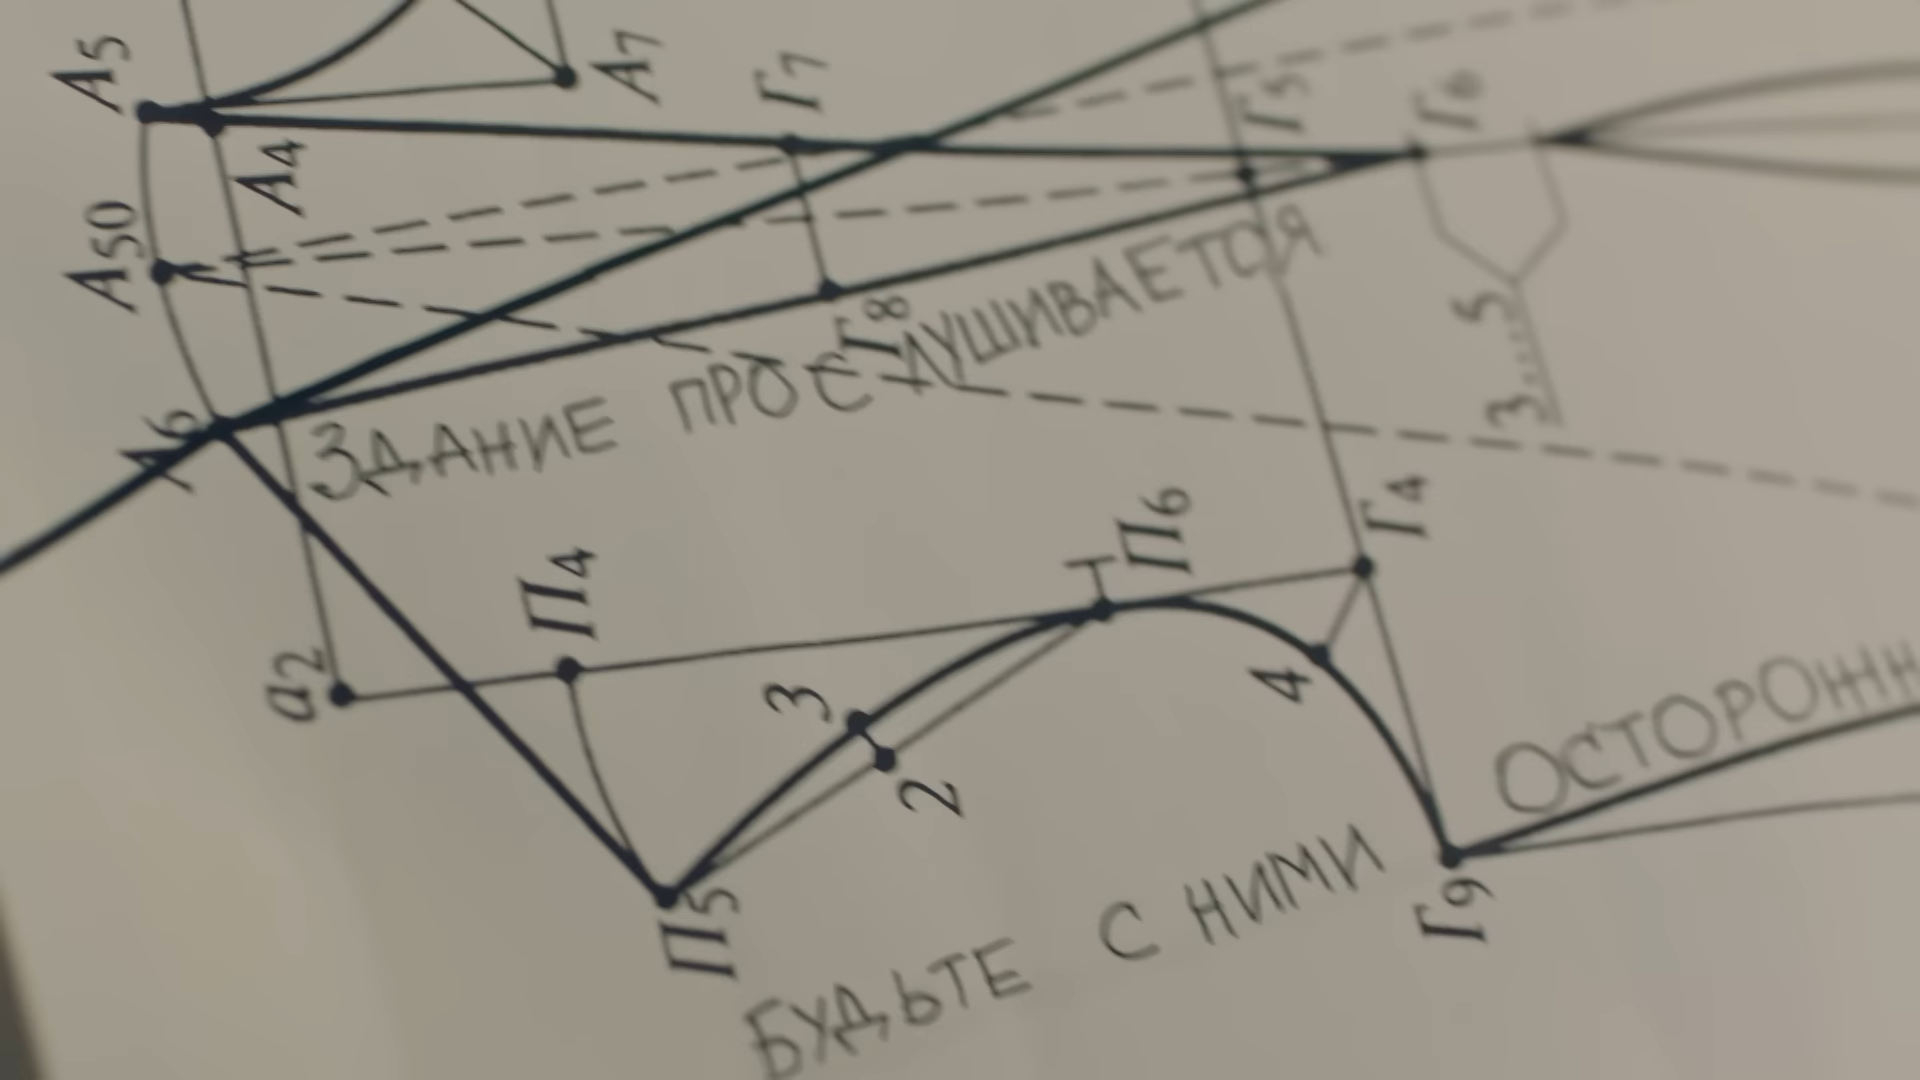 А5
А7
Г7
Г5
Г6
А4
А50
Г8
ЗДАНИЕ ПРОСЛУШИВАЕТСЯ
3....5
А6
Г4
П6
П4
а2
3
2
4
ОСТОРОЖН
П5
Г9
БУДЬТЕ С НИМИ